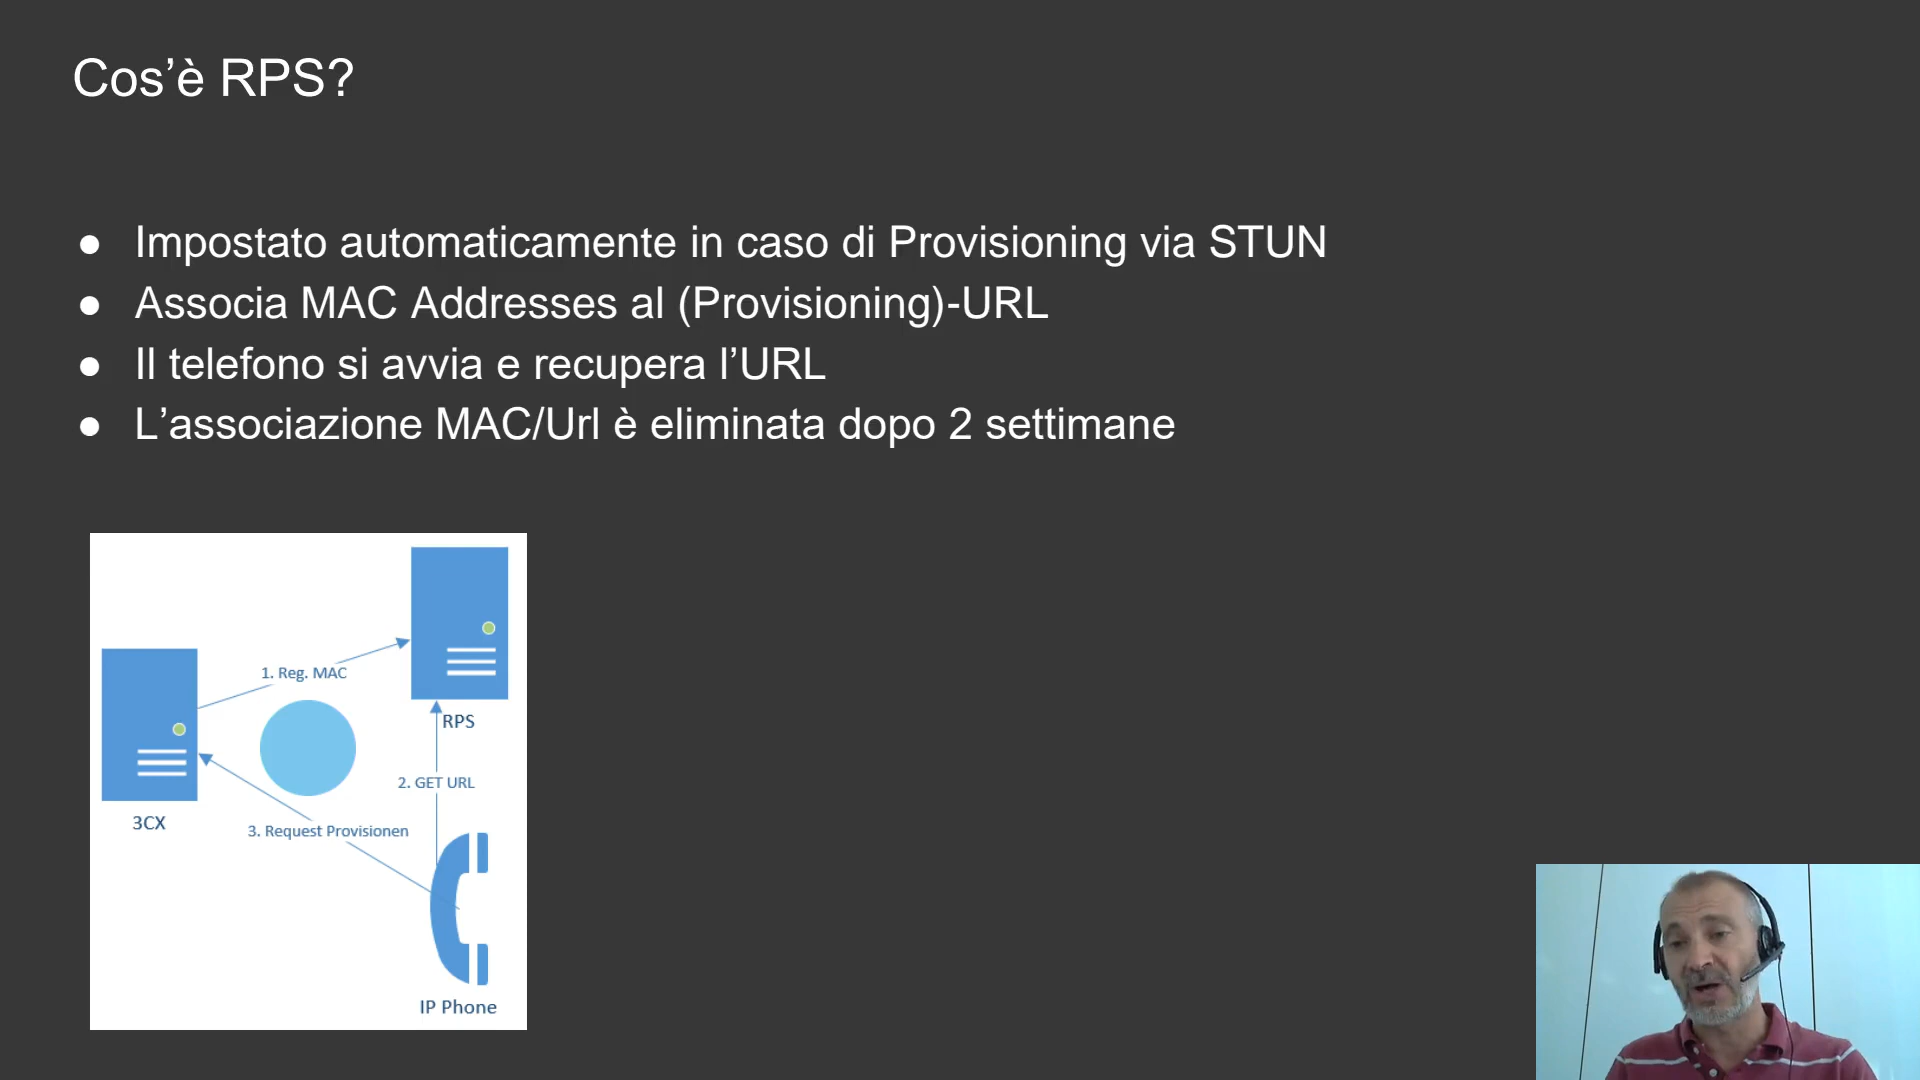 Cos’è RPS?
● Impostato automaticamente in caso di Provisioning via STUN
● Associa MAC Addresses al (Provisioning)-URL
● Il telefono si avvia e recupera l’URL
● L’associazione MAC/Url è eliminata dopo 2 settimane
1. Reg. MAC
RPS
2. GET URL
3CX
3. Request Provisionen
IP Phone